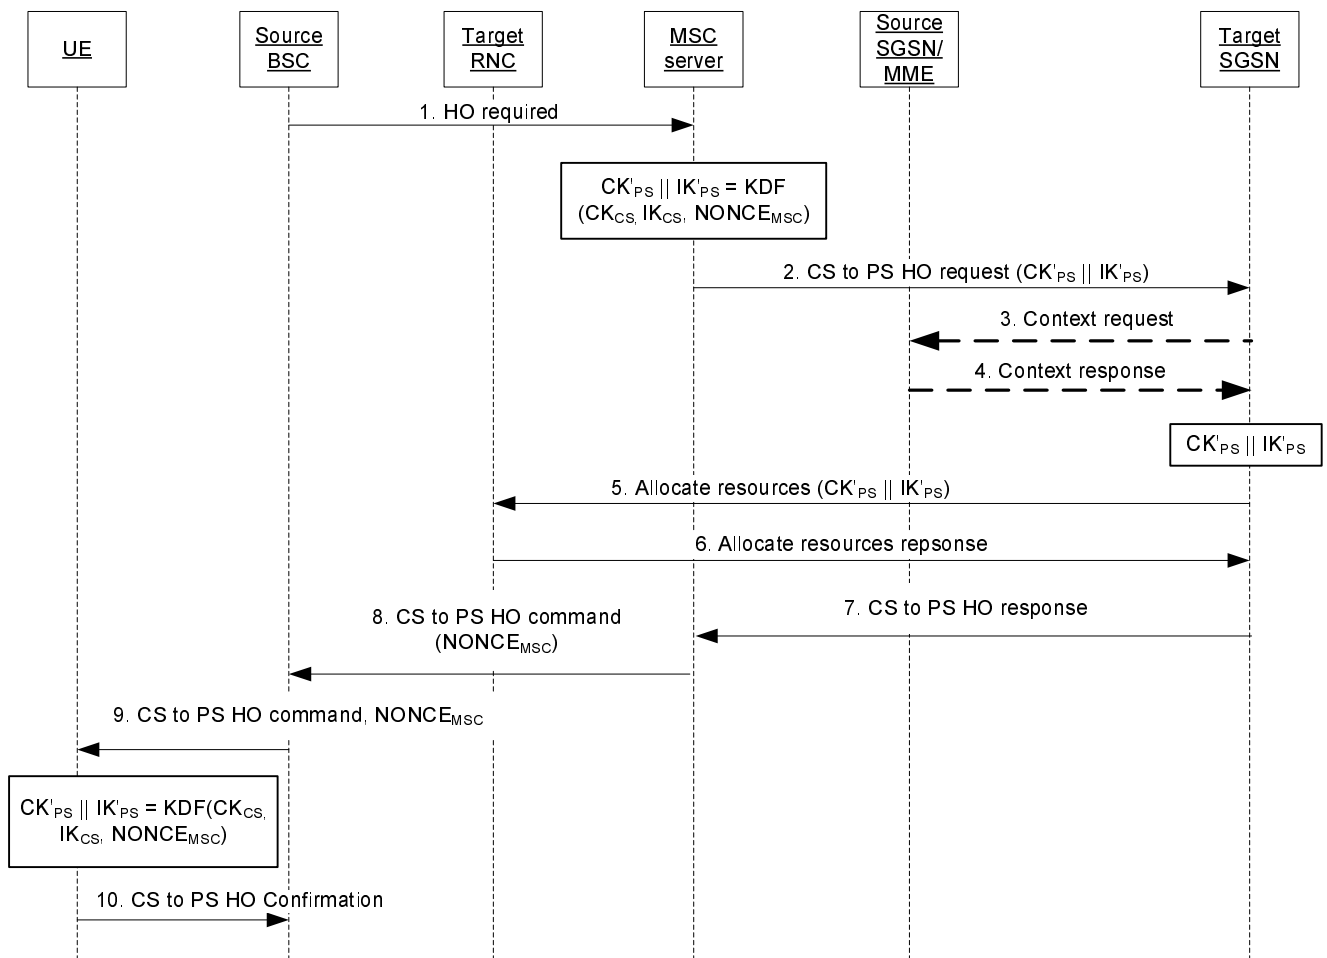 UE
Source
BSC
Target
RNC
MSC
server
Source
SGSN/
MME
Target
SGSN
1. HO required
CK'PS || IK'PS = KDF
(CKCS, IKCS, NONCEMSC)
2. CS to PS HO request (CK'PS || IK'PS)
3. Context request
4. Context response
CK'PS || IK'PS
5. Allocate resources (CK'PS || IK'PS)
6. Allocate resources repsonse
7. CS to PS HO response
8. CS to PS HO command
(NONCEMSC)
9. CS to PS HO command, NONCEMSC
CK'PS || IK'PS = KDF(CKCS,
IKCS, NONCEMSC)
10. CS to PS HO Confirmation